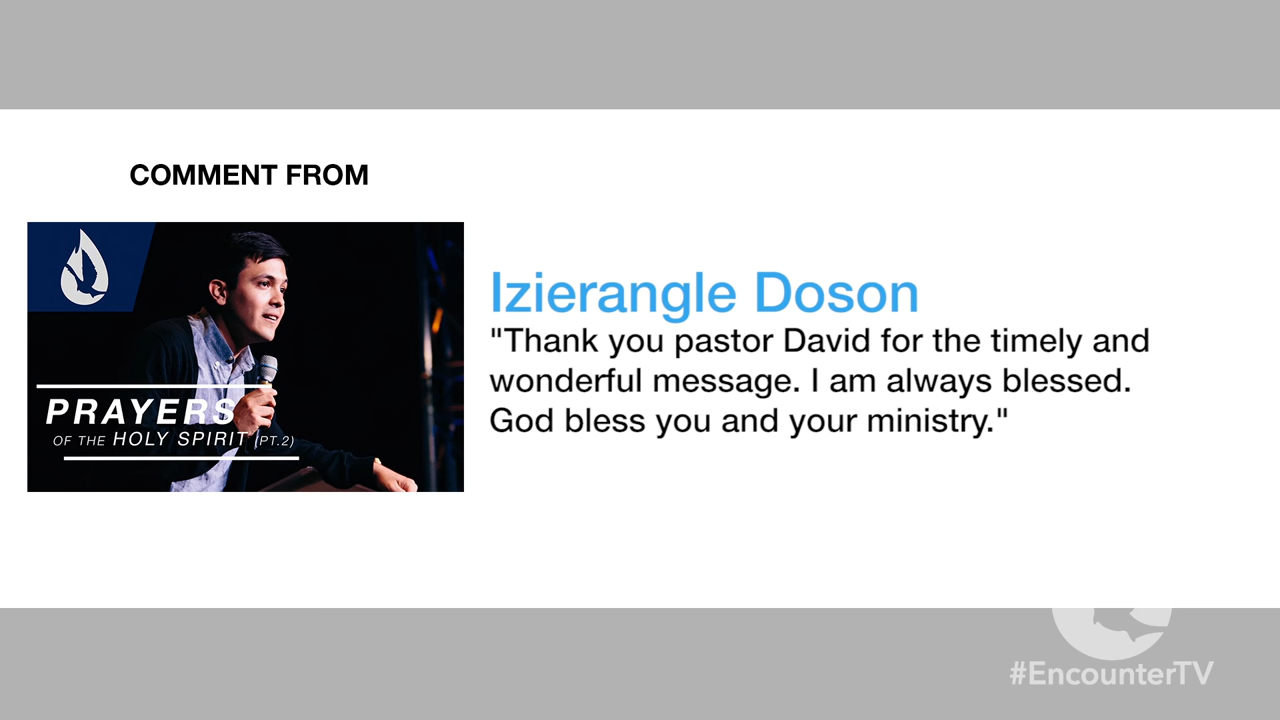 COMMENT FROM
PRAYERS
OF THE HOLY SPIRIT (PT.2)
Izierangle Doson
"Thank you pastor David for the timely and
wonderful message. I am always blessed.
God bless you and your ministry."
#EncounterTV